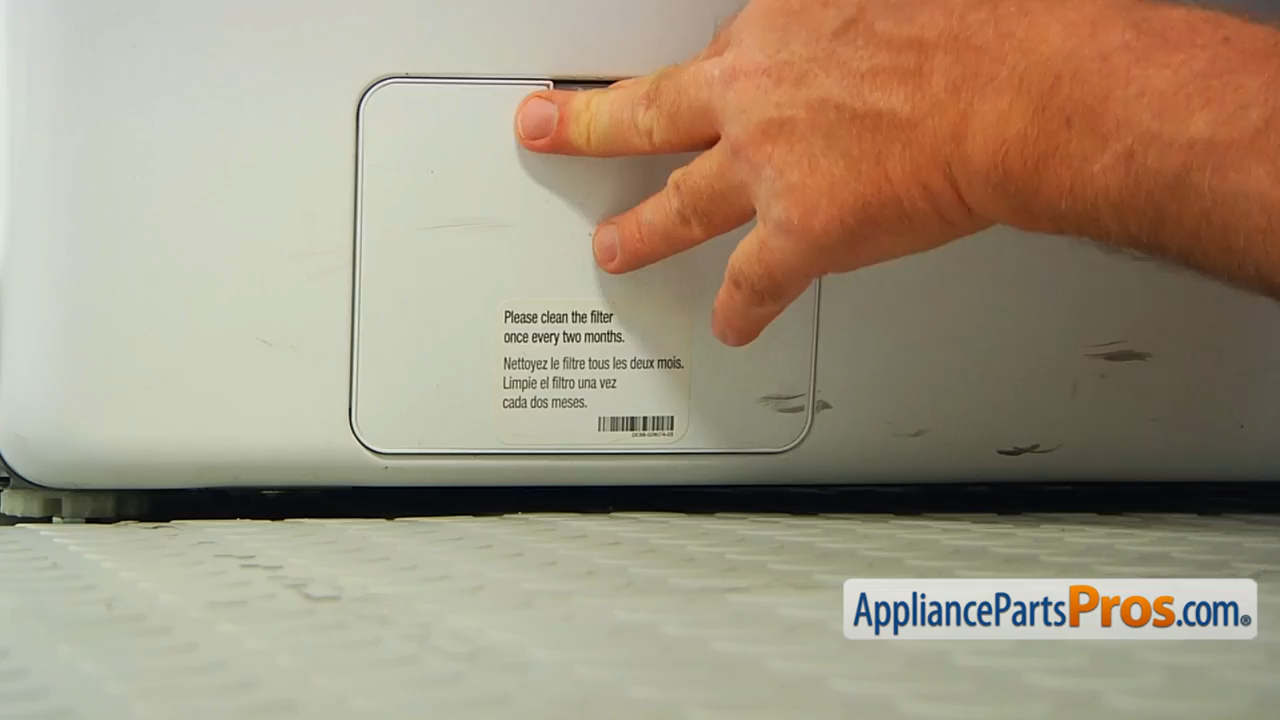 Please clean the filter
once every two months.
Nettoyez le filtre tous les deux mois.
Limpie el filtro una vez
cada dos meses.
AppliancePartsPros.com®